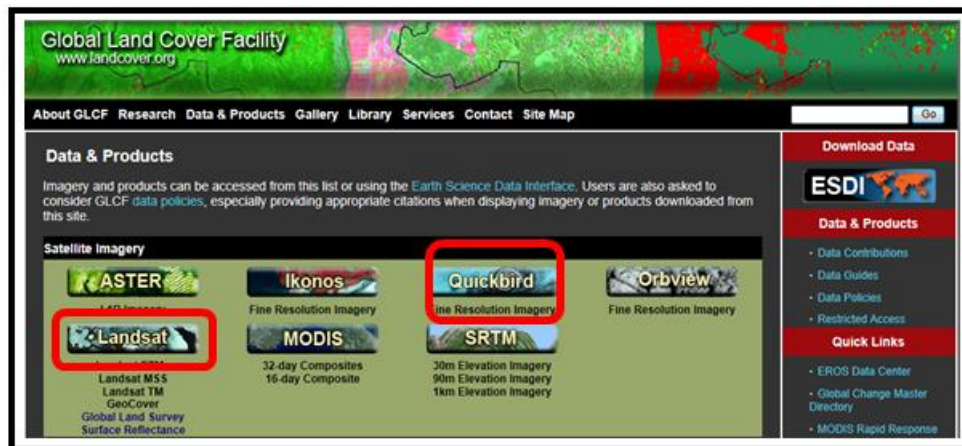 Global Land Cover Facility
www.landcover.org
About GLCF Research Data & Products Gallery Library Services Contact Site Map
Go
Data & Products
Imagery and products can be accessed from this list or using the Earth Science Data Interface. Users are also asked to
consider GLCF data policies, especially providing appropriate citations when displaying imagery or products downloaded from
this site.
Satellite Imagery
ASTER
Ikonos
Quickbird
Orbview
Imagery
Fine Resolution Imagery
Fine Resolution Imagery
Fine Resolution Imagery
Landsat
MODIS
SRTM
Landsat MSS
Landsat TM
GeoCover
Global Land Survey
Surface Reflectance
32-day Composites
16-day Composite
30m Elevation Imagery
90m Elevation Imagery
1km Elevation Imagery
Download Data
ESDI
Data & Products
· Data Contributions
· Data Guides
· Data Policies
· Restricted Access
Quick Links
· EROS Data Center
· Global Change Master
Directory
· MODIS Rapid Response